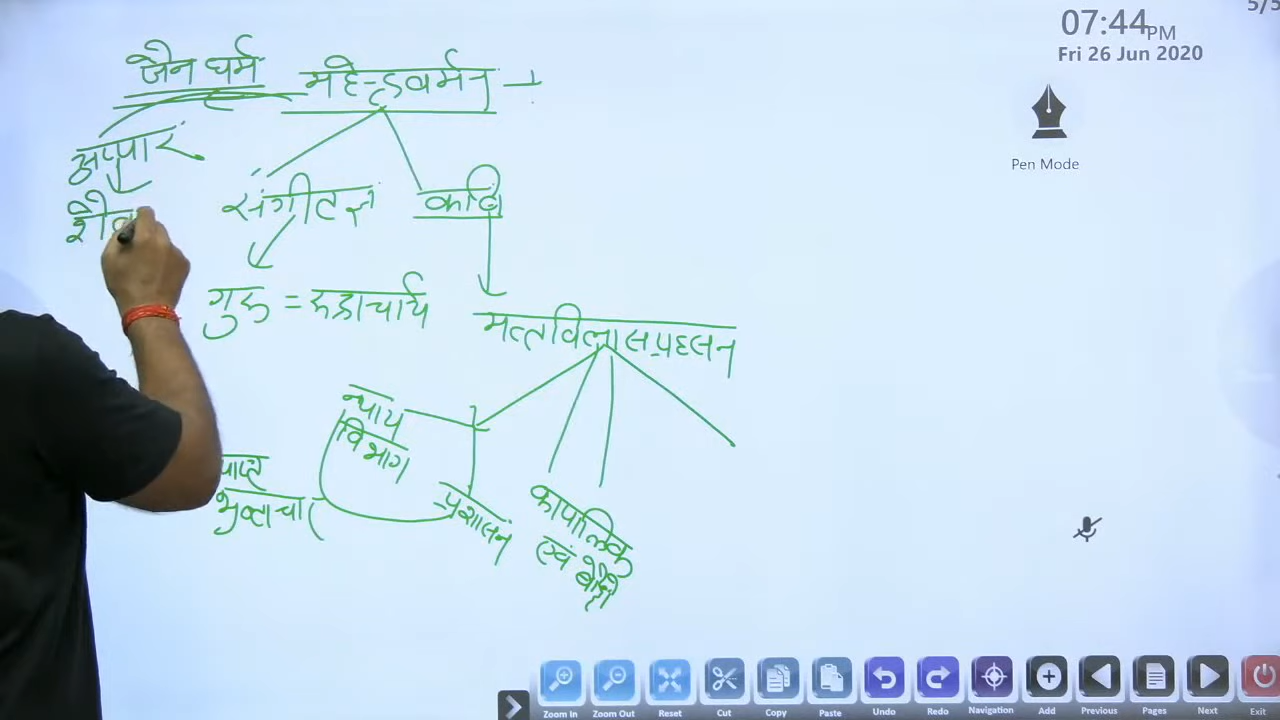 5/5
07:44PM
Fri 26 Jun 2020
Pen Mode
जैन धर्म महेन्द्रवर्मन
अप्पार
शैव
संगीतज्ञ कवि
गुरु = रुद्राचार्य
मत्तविलासप्रहसन
न्याय
विभाग
प्रशासन
कापालिक
एवं बौद्धो
Zoom In Zoom Out Reset Cut Copy Paste Undo Redo Navigation Add Previous Pages Next Exit